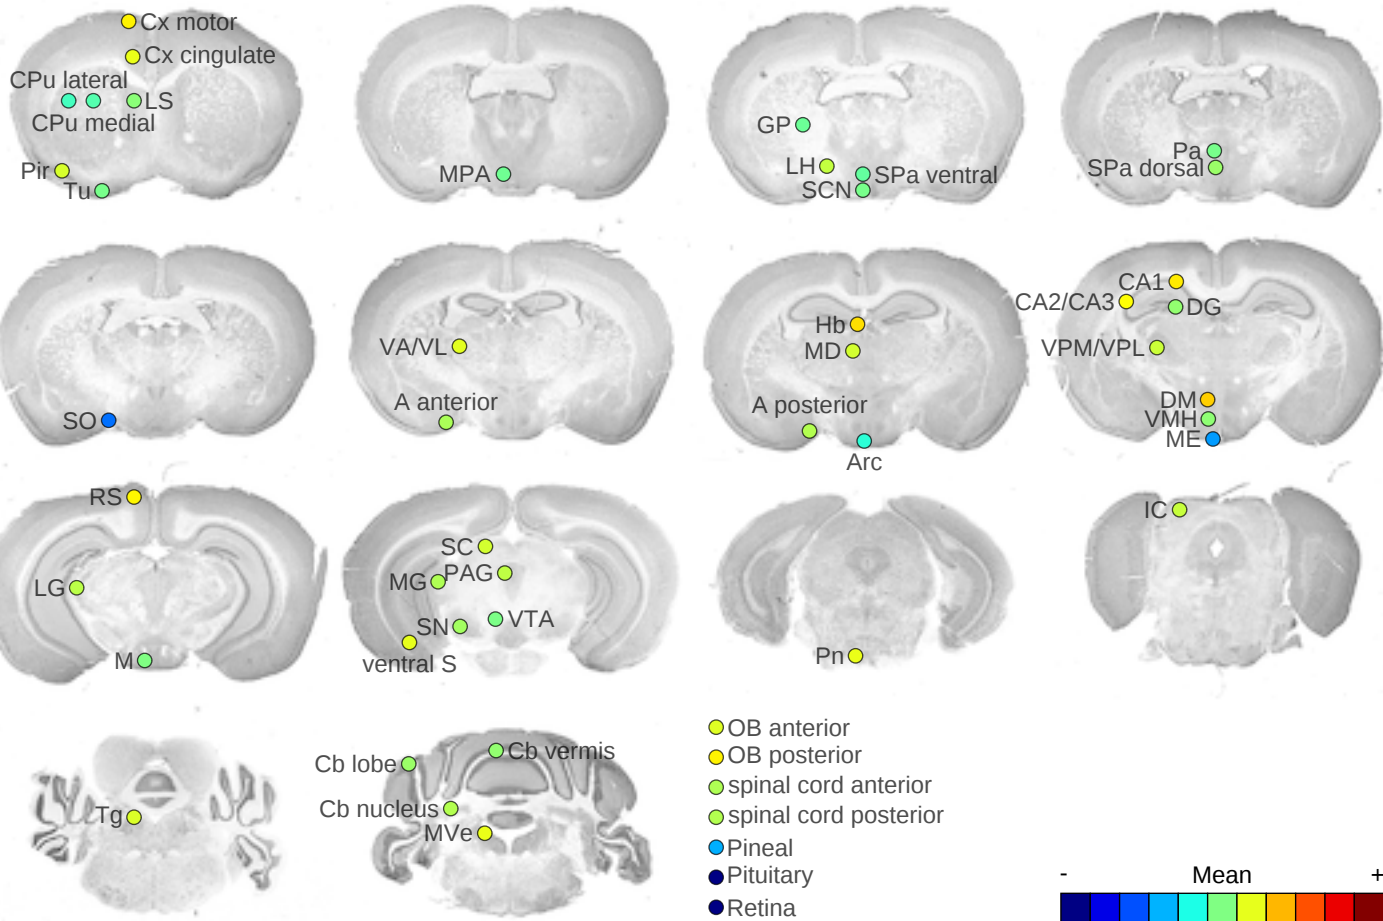 Cx motor
Cx cingulate
CPu lateral
LS
CPu medial
Pir
Tu
MPA
GP
LH
SPa ventral
SCN
Pa
SPa dorsal
SO
VA/VL
A anterior
Hb
MD
A posterior
Arc
CA1
CA2/CA3
DG
VPM/VPL
DM
VMH
ME
RS
LG
M
SC
PAG
MG
VTA
SN
ventral S
Pn
IC
Tg
Cb lobe
Cb vermis
Cb nucleus
MVe
OB anterior
OB posterior
spinal cord anterior
spinal cord posterior
Pineal
Pituitary
Retina
- Mean +